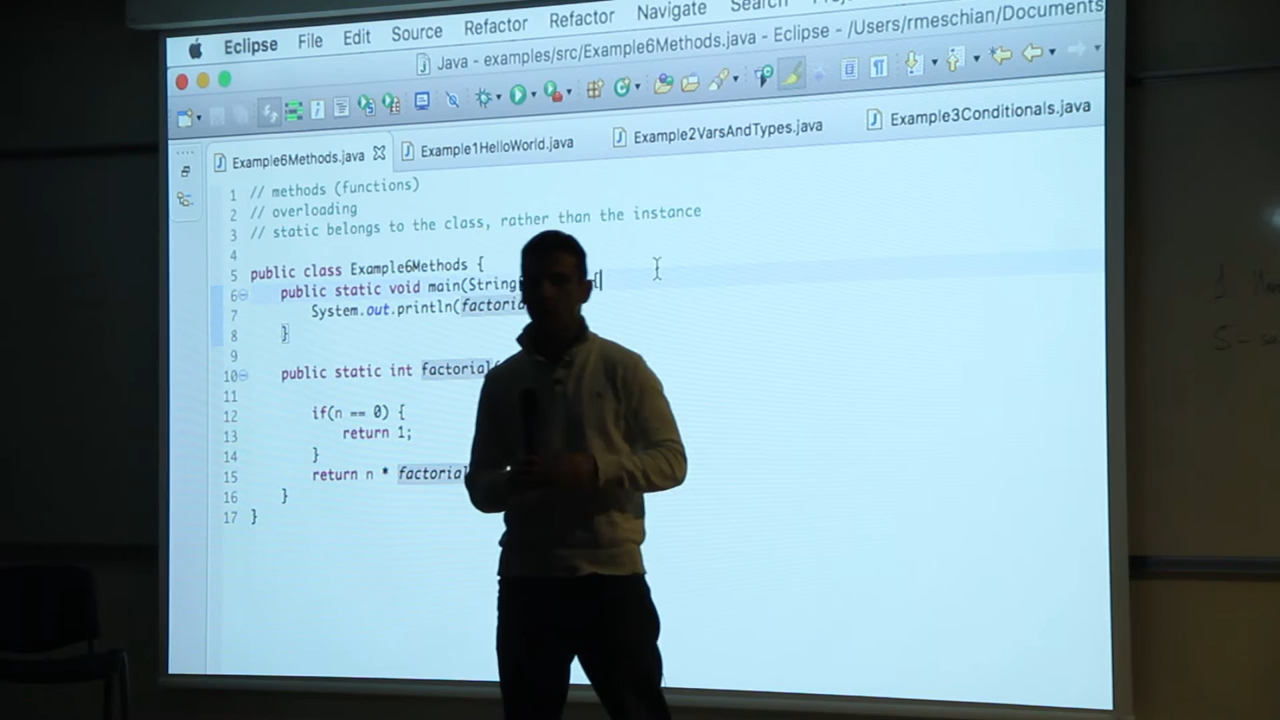 Eclipse File Edit Source Refactor Refactor Navigate Search
Java - examples/src/Example6Methods.java - Eclipse - /Users/rmeschian/Documents
Example6Methods.java Example1HelloWorld.java Example2VarsAndTypes.java Example3Conditionals.java
1 // methods (functions)
2 // overloading
3 // static belongs to the class, rather than the instance
4
5 public class Example6Methods {
6 public static void main(String {
7 System.out.println(factoria
8 }
9
10 public static int factorial(
11
12 if(n == 0) {
13 return 1;
14 }
15 return n * factorial
16 }
17 }